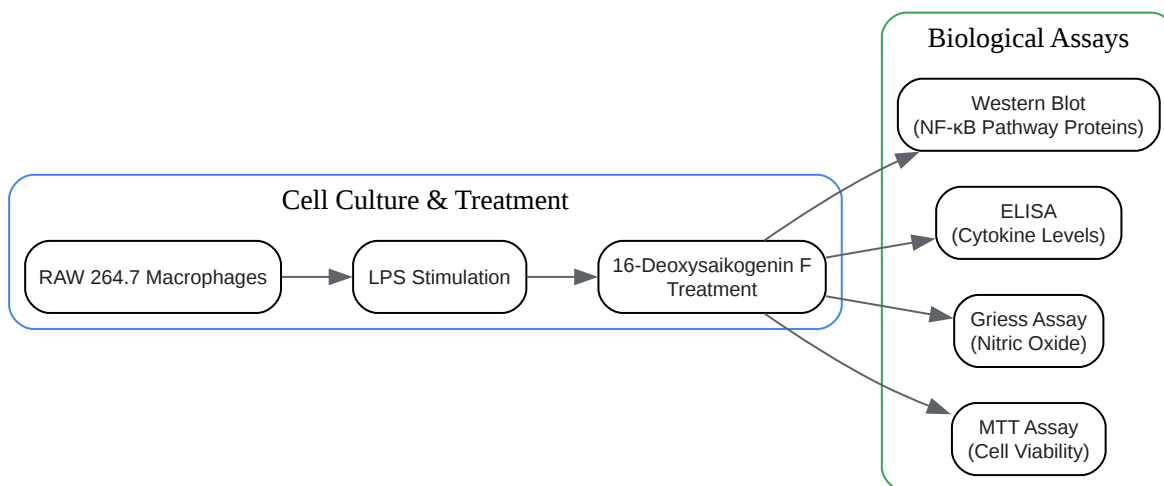 Cell Culture & Treatment
RAW 264.7 Macrophages
LPS Stimulation
16-Deoxysaikogenin F
Treatment
Biological Assays
Western Blot
(NF-κB Pathway Proteins)
ELISA
(Cytokine Levels)
Griess Assay
(Nitric Oxide)
MTT Assay
(Cell Viability)